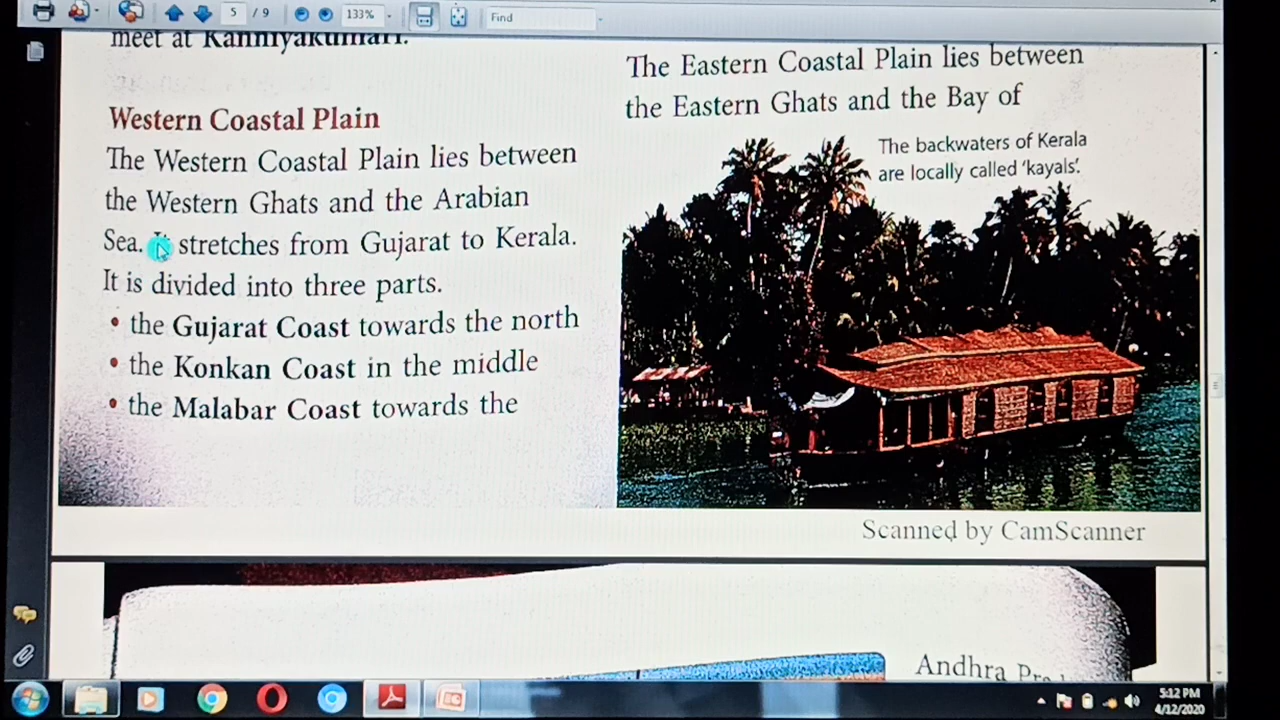 5 / 9
133%
Find
meet at Kanniyakumari.
Western Coastal Plain
The Western Coastal Plain lies between
the Western Ghats and the Arabian
Sea. It stretches from Gujarat to Kerala.
It is divided into three parts.
• the Gujarat Coast towards the north
• the Konkan Coast in the middle
• the Malabar Coast towards the
The Eastern Coastal Plain lies between
the Eastern Ghats and the Bay of
The backwaters of Kerala
are locally called 'kayals'.
Scanned by CamScanner
Andhra
5:12 PM
4/12/2020